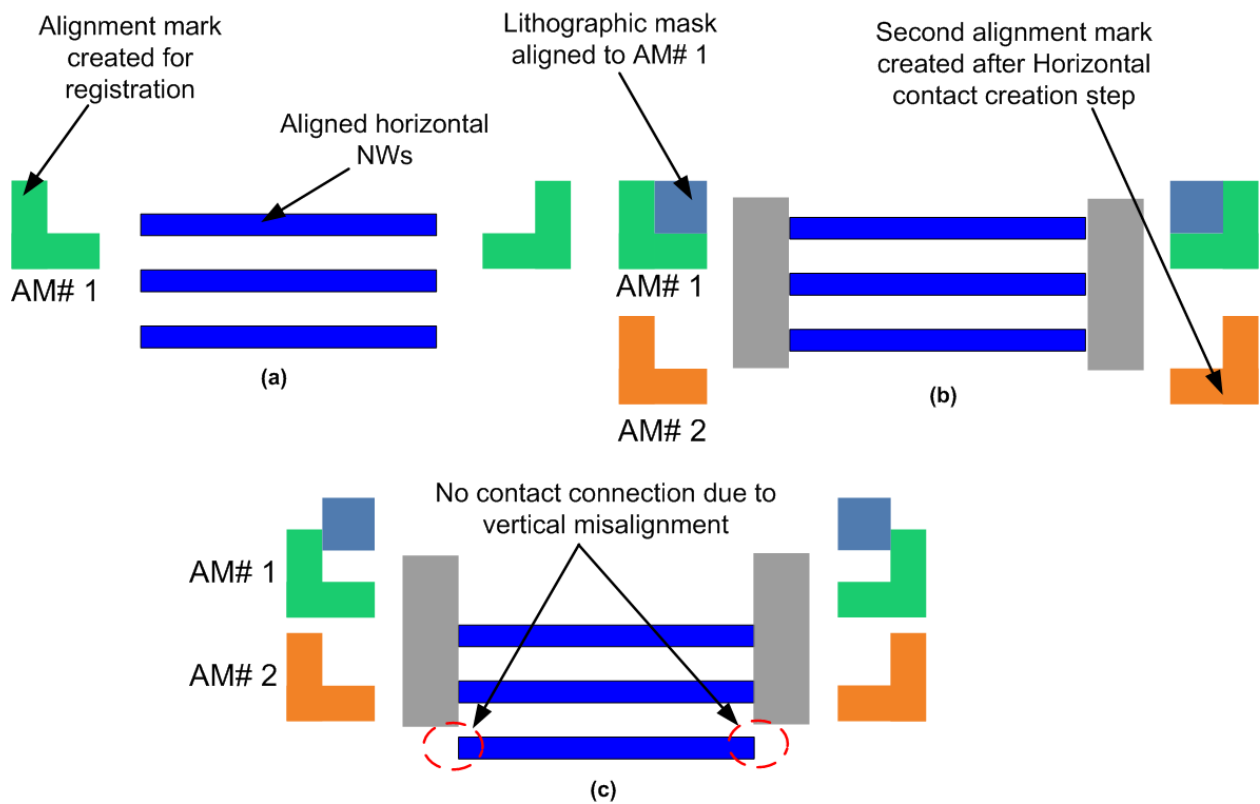 Alignment mark
created for
registration
Aligned horizontal
NWs
AM# 1
(a)
Lithographic mask
aligned to AM# 1
Second alignment mark
created after Horizontal
contact creation step
AM# 1
AM# 2
(b)
No contact connection due to
vertical misalignment
AM# 1
AM# 2
(c)